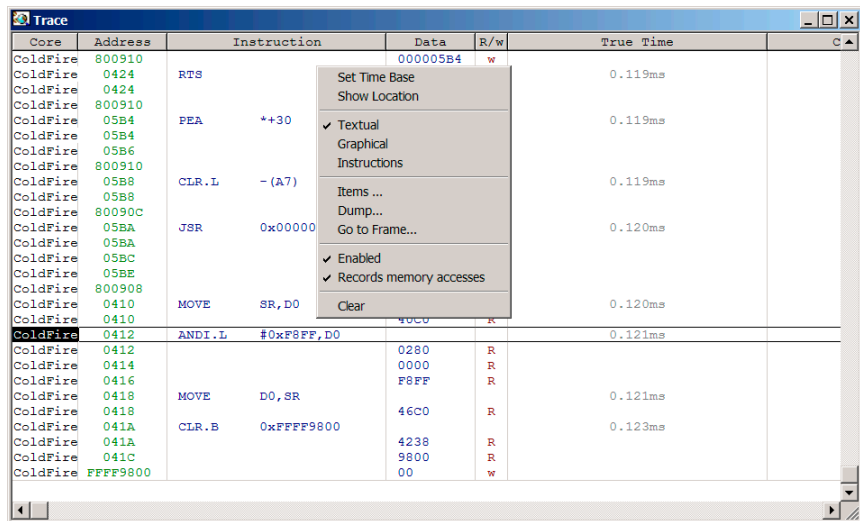 Trace
Core Address Instruction Data R/w True Time C
ColdFire 800910 000005B4 w
ColdFire 0424 RTS 0.119ms
ColdFire 0424
ColdFire 800910
ColdFire 05B4 PEA *+30 0.119ms
ColdFire 05B4
ColdFire 05B6
ColdFire 800910
ColdFire 05B8 CLR.L -(A7) 0.119ms
ColdFire 05B8
ColdFire 80090C
ColdFire 05BA JSR 0x00000 0.120ms
ColdFire 05BA
ColdFire 05BC
ColdFire 05BE
ColdFire 800908
ColdFire 0410 MOVE SR,D0 0.120ms
ColdFire 0410 40C0 R
ColdFire 0412 ANDI.L #0xF8FF,D0 0.121ms
ColdFire 0412 0280 R
ColdFire 0414 0000 R
ColdFire 0416 F8FF R
ColdFire 0418 MOVE D0,SR 0.121ms
ColdFire 0418 46C0 R
ColdFire 041A CLR.B 0xFFFF9800 0.123ms
ColdFire 041A 4238 R
ColdFire 041C 9800 R
ColdFire FFFF9800 00 w
Set Time Base
Show Location
Textual
Graphical
Instructions
Items ...
Dump...
Go to Frame...
Enabled
Records memory accesses
Clear